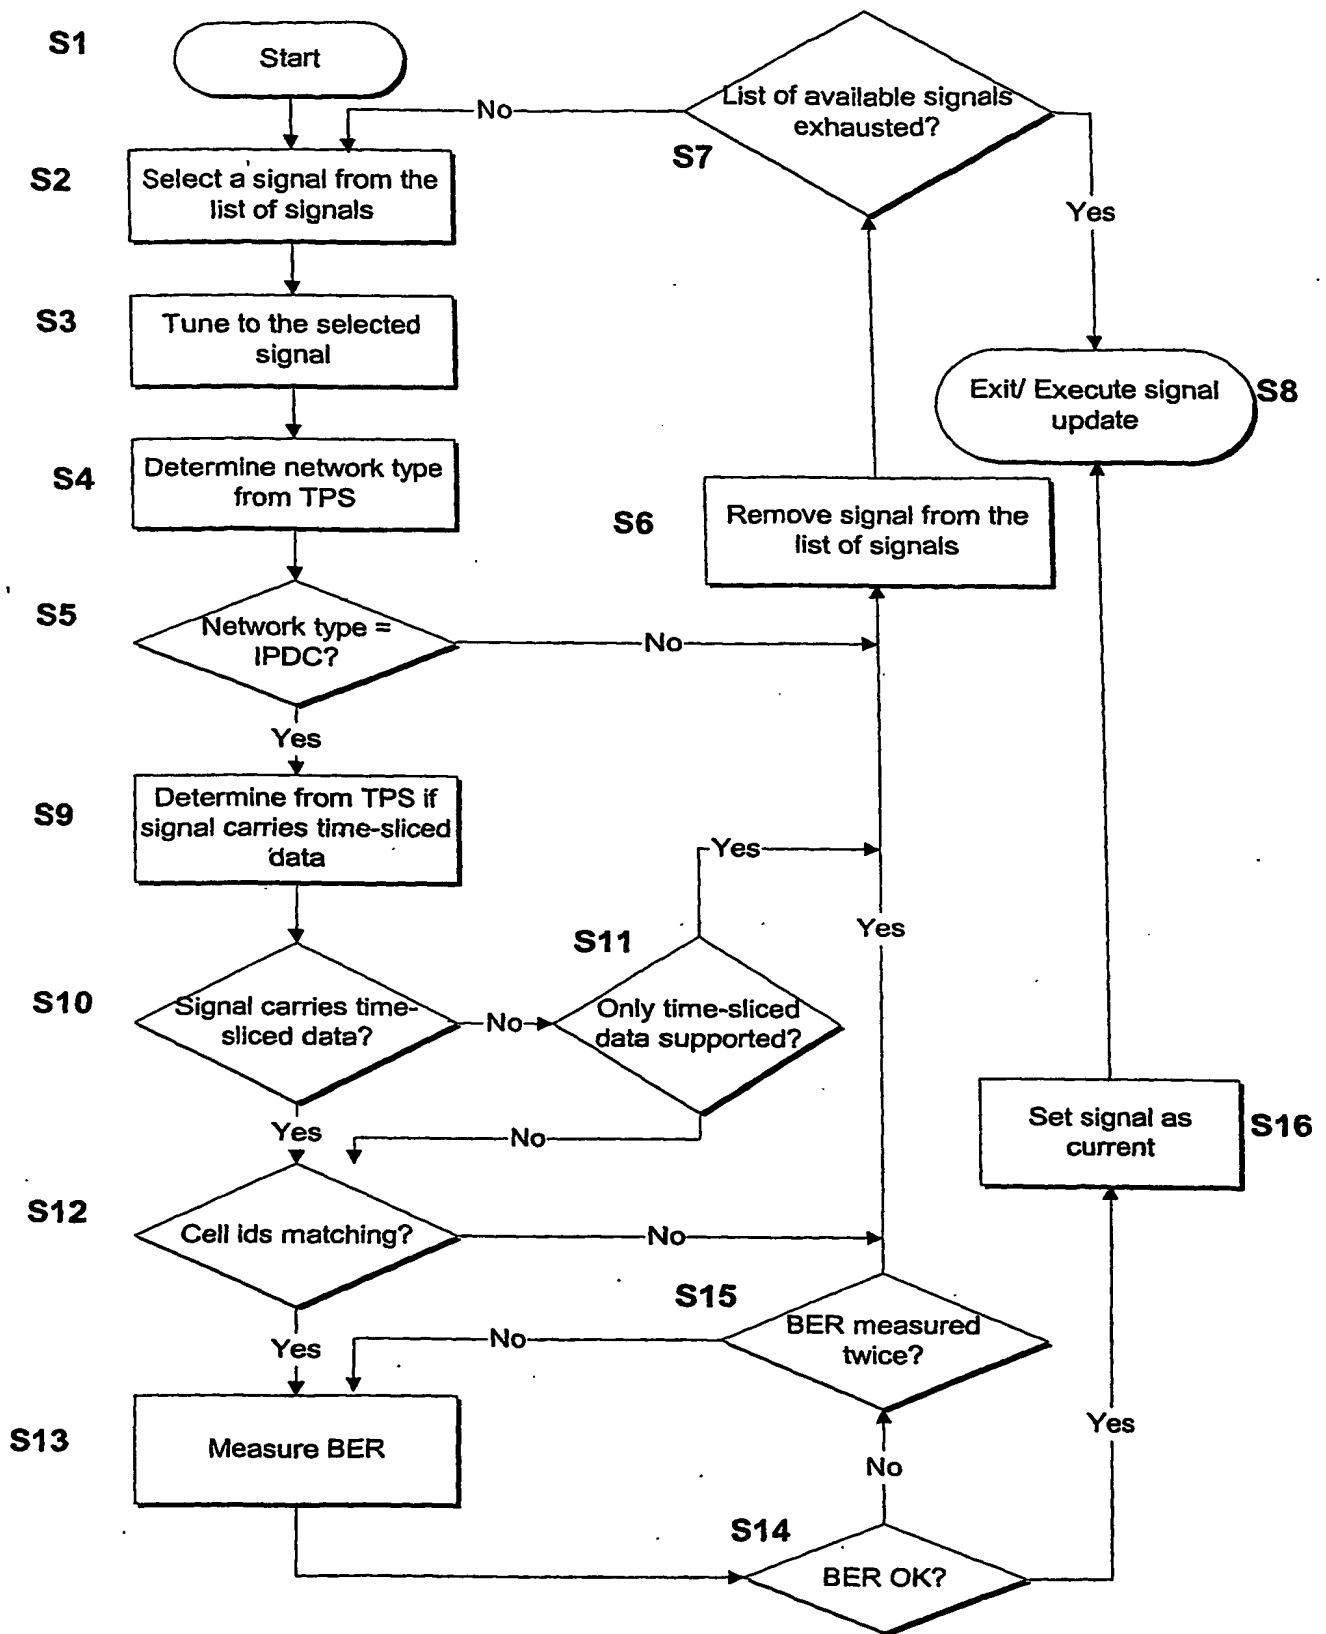 S1
Start
No
List of available signals
exhausted?
S7
S2
Select a signal from the
list of signals
Yes
S3
Tune to the selected
signal
Exit/ Execute signal
update
S8
S4
Determine network type
from TPS
S6
Remove signal from the
list of signals
S5
Network type =
IPDC?
No
Yes
S9
Determine from TPS if
signal carries time-sliced
data
Yes
Yes
S11
S10
Signal carries time-
sliced data?
No
Only time-sliced
data supported?
Yes
No
Set signal as
current
S16
S12
Cell ids matching?
No
S15
Yes
No
BER measured
twice?
S13
Measure BER
Yes
No
S14
BER OK?